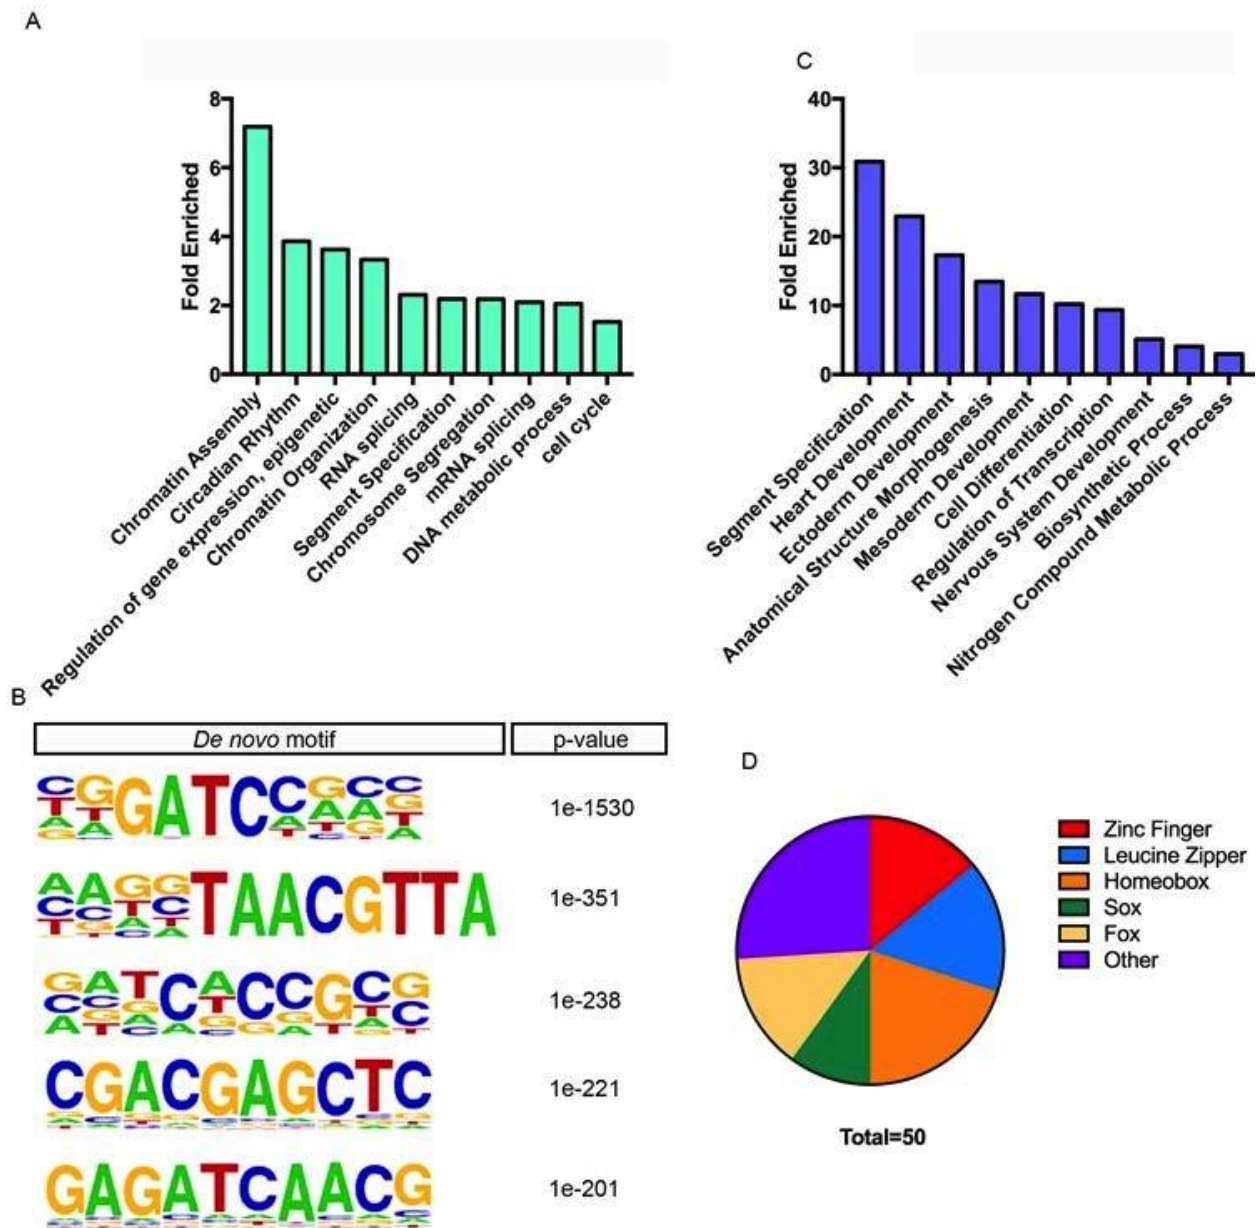 A
8
6
4
2
0
Fold Enriched
Chromatin Assembly
Circadian Rhythm
Regulation of gene expression, epigenetic
Chromatin Organization
RNA splicing
Segment Specification
Chromosome Segregation
mRNA splicing
DNA metabolic process
cell cycle
C
40
30
20
10
0
Fold Enriched
Segment Specification
Heart Development
Ectoderm Development
Anatomical Structure Morphogenesis
Mesoderm Development
Cell Differentiation
Regulation of Transcription
Nervous System Development
Biosynthetic Process
Nitrogen Compound Metabolic Process
B
De novo motif p-value
CGGATCCGCC 1e-1530
AAGGTAACGTTA 1e-351
GATCACCGCG 1e-238
CGACGAGCTC 1e-221
GAGATCAACG 1e-201
D
Zinc Finger
Leucine Zipper
Homeobox
Sox
Fox
Other
Total=50